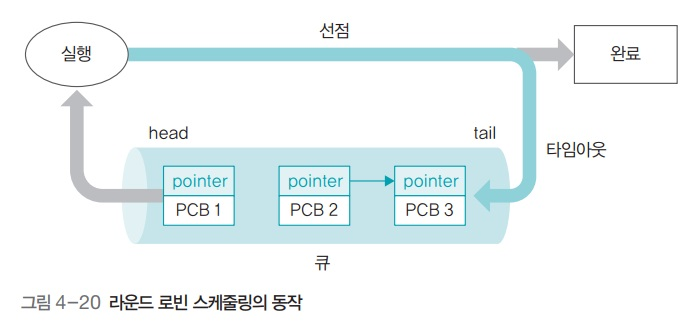 선점
실행
완료
head
tail
타임아웃
pointer
pointer
pointer
PCB 1
PCB 2
PCB 3
큐
그림 4-20 라운드 로빈 스케줄링의 동작